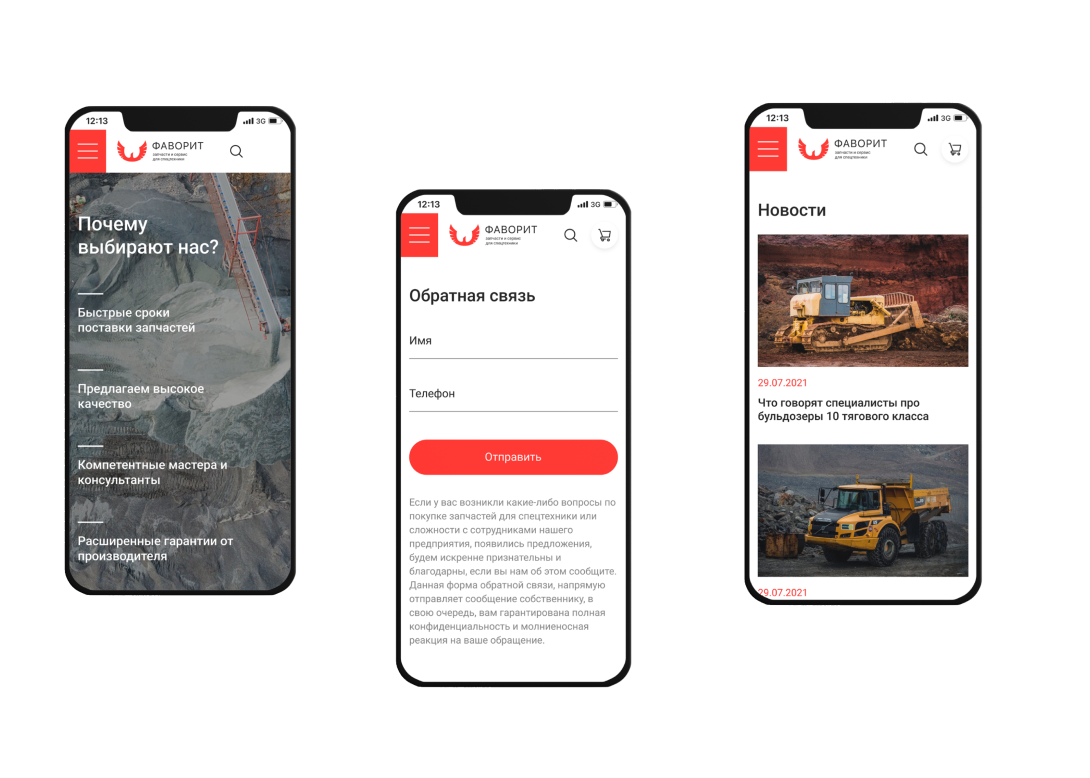 12:13
3G
ФАВОРИТ
запчасти и сервис
для спецтехники
Почему
выбирают нас?
Быстрые сроки
поставки запчастей
Предлагаем высокое
качество
Компетентные мастера и
консультанты
Расширенные гарантии от
производителя
12:13
3G
ФАВОРИТ
запчасти и сервис
для спецтехники
Обратная связь
Имя
Телефон
Отправить
Если у вас возникли какие-либо вопросы по
покупке запчастей для спецтехники или
сложности с сотрудниками нашего
предприятия, появились предложения,
будем искренне признательны и
благодарны, если вы нам об этом сообщите.
Данная форма обратной связи, напрямую
отправляет сообщение собственнику, в
свою очередь, вам гарантирована полная
конфиденциальность и молниеносная
реакция на ваше обращение.
12:13
3G
ФАВОРИТ
запчасти и сервис
для спецтехники
Новости
29.07.2021
Что говорят специалисты про
бульдозеры 10 тягового класса
29.07.2021